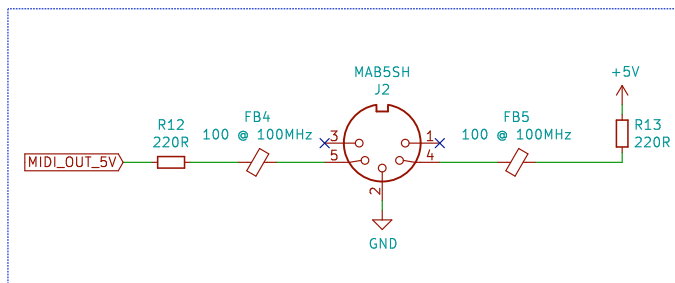 MAB5SH
J2
+5V
FB4
100 @ 100MHz
FB5
100 @ 100MHz
R12
220R
R13
220R
3
1
MIDI_OUT_5V
5
4
2
GND